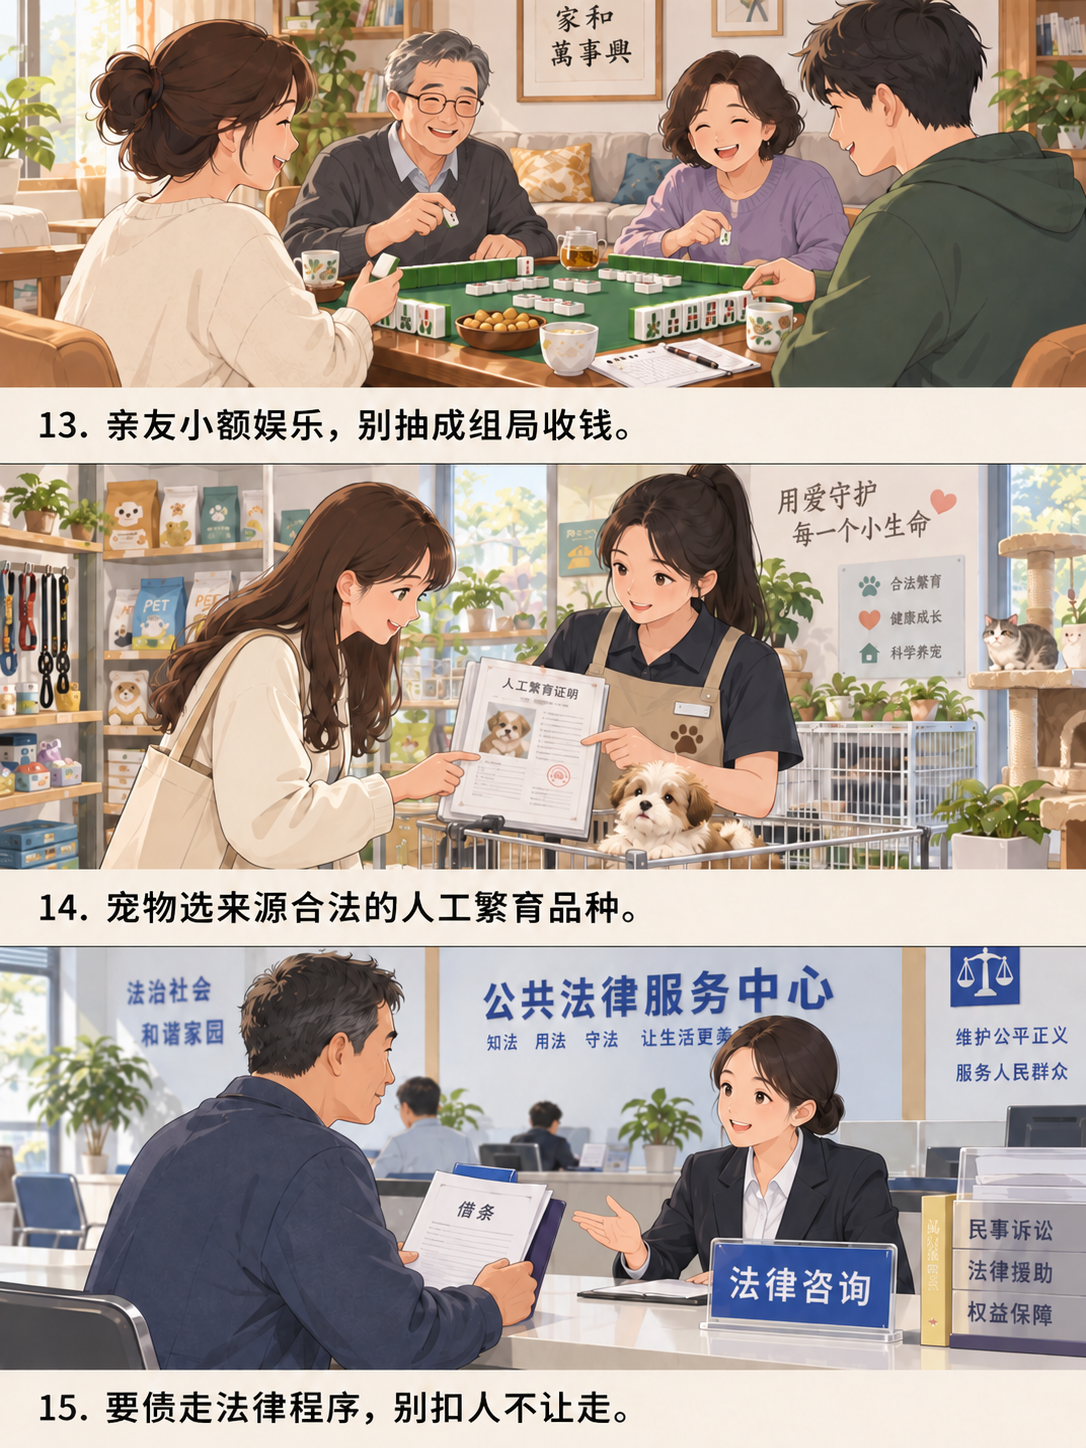 家和
萬事興
13. 亲友小额娱乐，别抽成组局收钱。
用爱守护
每一个小生命
PET
合法繁育
健康成长
科学养宠
人工繁育证明
14. 宠物选来源合法的人工繁育品种。
法治社会
和谐家园
公共法律服务中心
知法 用法 守法 让生活更美
维护公平正义
服务人民群众
借条
法律咨询
民事诉讼
法律援助
权益保障
15. 要债走法律程序，别扣人不让走。